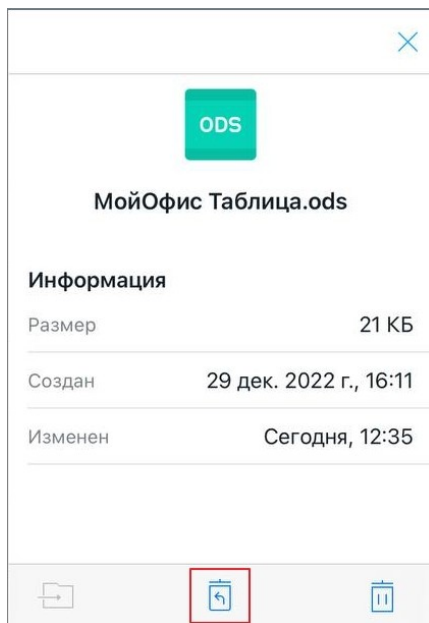 ODS
МойОфис Таблица.ods
Информация
Размер 21 КБ
Создан 29 дек. 2022 г., 16:11
Изменен Сегодня, 12:35